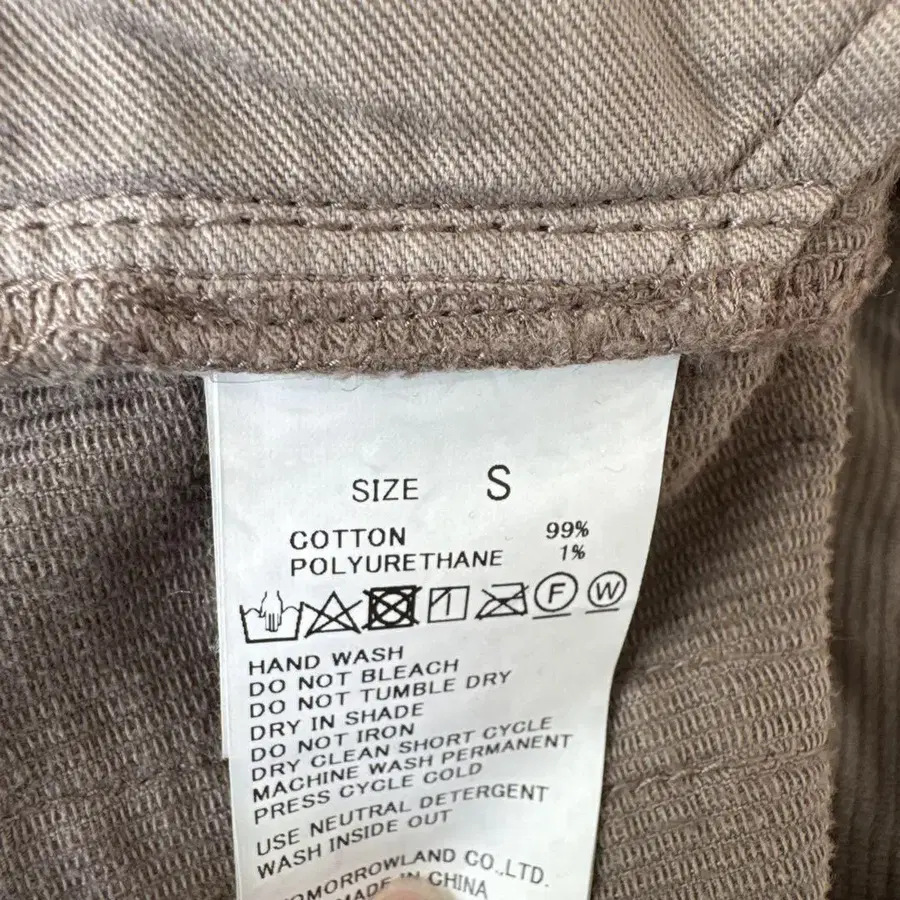 SIZE S
COTTON 99%
POLYURETHANE 1%
F W
HAND WASH
DO NOT BLEACH
DO NOT TUMBLE DRY
DRY IN SHADE
DO NOT IRON
DRY CLEAN SHORT CYCLE
MACHINE WASH PERMANENT
PRESS CYCLE COLD
USE NEUTRAL DETERGENT
WASH INSIDE OUT
TOMORROWLAND CO.,LTD.
MADE IN CHINA